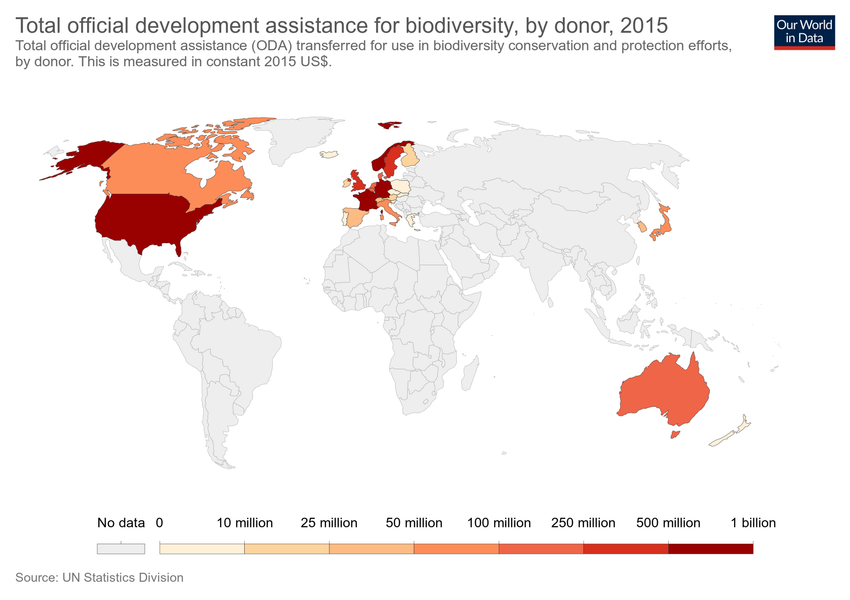 Total official development assistance for biodiversity, by donor, 2015
Our World
in Data
Total official development assistance (ODA) transferred for use in biodiversity conservation and protection efforts,
by donor. This is measured in constant 2015 US$.
No data 0 10 million 25 million 50 million 100 million 250 million 500 million 1 billion
Source: UN Statistics Division